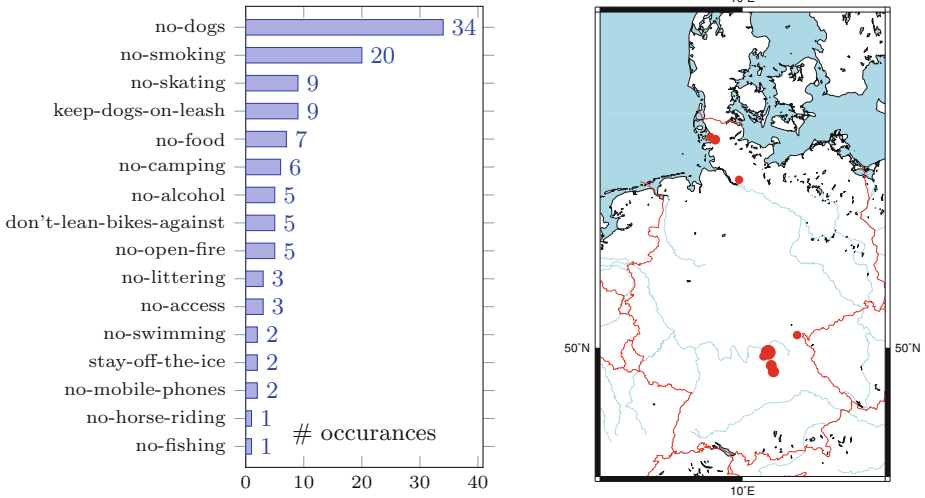 no-dogs 34
no-smoking 20
no-skating 9
keep-dogs-on-leash 9
no-food 7
no-camping 6
no-alcohol 5
don't-lean-bikes-against 5
no-open-fire 5
no-littering 3
no-access 3
no-swimming 2
stay-off-the-ice 2
no-mobile-phones 2
no-horse-riding 1
no-fishing 1
# occurances
0 10 20 30 40
50°N 50°N
10°E